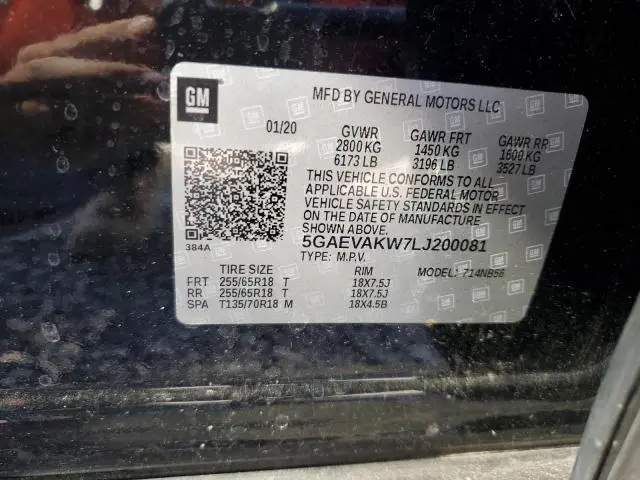 GM
MFD BY GENERAL MOTORS LLC
01/20 GVWR GAWR FRT GAWR RR
2800 KG 1450 KG 1600 KG
6173 LB 3196 LB 3527 LB
THIS VEHICLE CONFORMS TO ALL
APPLICABLE U.S. FEDERAL MOTOR
VEHICLE SAFETY STANDARDS IN EFFECT
ON THE DATE OF MANUFACTURE
SHOWN ABOVE.
384A
5GAEVAKW7LJ200081
TYPE: M.P.V.
TIRE SIZE RIM MODEL: 714NB56
FRT 255/65R18 T 18X7.5J
RR 255/65R18 T 18X7.5J
SPA T135/70R18 M 18X4.5B